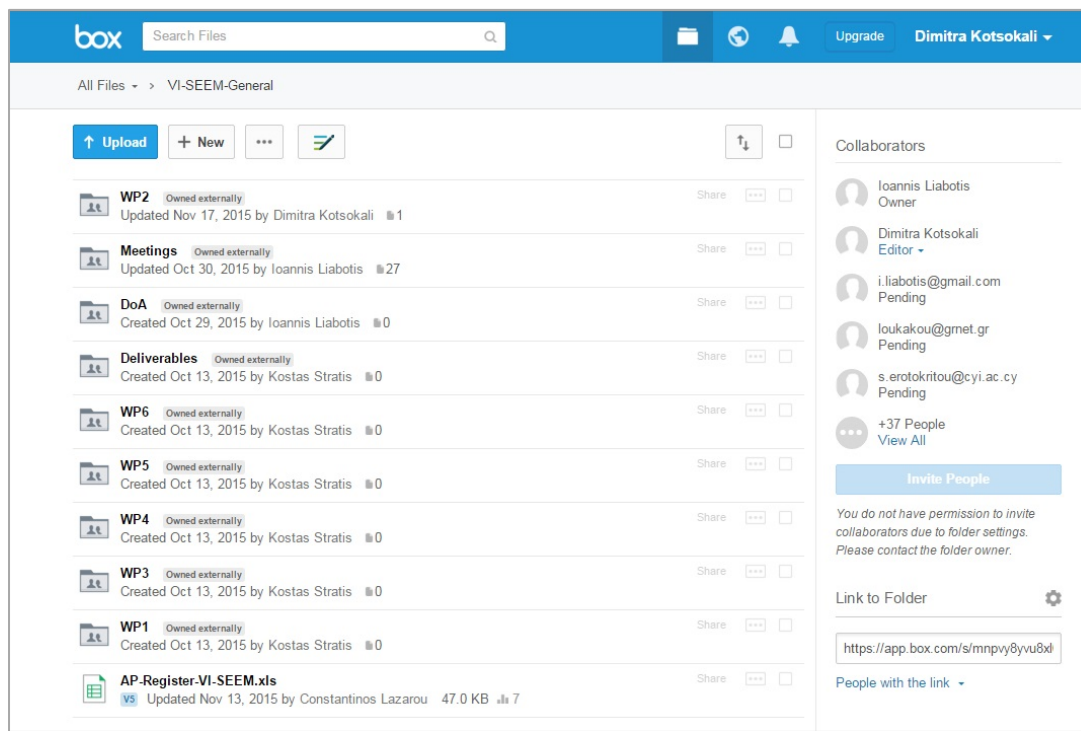 box
Search Files
Upgrade
Dimitra Kotsokali
All Files > VI-SEEM-General
Upload
+ New
WP2 Owned externally
Share
Updated Nov 17, 2015 by Dimitra Kotsokali 1
Meetings Owned externally
Share
Updated Oct 30, 2015 by Ioannis Liabotis 27
DoA Owned externally
Share
Created Oct 29, 2015 by Ioannis Liabotis 0
Deliverables Owned externally
Share
Created Oct 13, 2015 by Kostas Stratis 0
WP6 Owned externally
Share
Created Oct 13, 2015 by Kostas Stratis 0
WP5 Owned externally
Share
Created Oct 13, 2015 by Kostas Stratis 0
WP4 Owned externally
Share
Created Oct 13, 2015 by Kostas Stratis 0
WP3 Owned externally
Share
Created Oct 13, 2015 by Kostas Stratis 0
WP1 Owned externally
Share
Created Oct 13, 2015 by Kostas Stratis 0
AP-Register-VI-SEEM.xls
Share
V5 Updated Nov 13, 2015 by Constantinos Lazarou 47.0 KB 7
Collaborators
Ioannis Liabotis
Owner
Dimitra Kotsokali
Editor
i.liabotis@gmail.com
Pending
loukakou@grnet.gr
Pending
s.erotokritou@cyi.ac.cy
Pending
+37 People
View All
Invite People
You do not have permission to invite
collaborators due to folder settings.
Please contact the folder owner.
Link to Folder
https://app.box.com/s/mnpvy8yvu8xl
People with the link